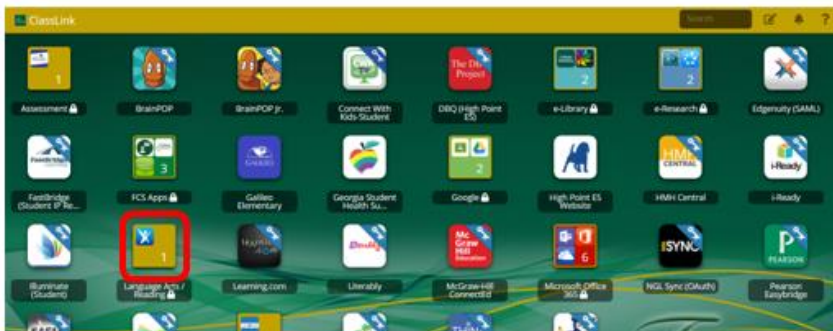 ClassLink
Search
?
1
2
2
Assessment
BrainPOP
BrainPOP Jr.
Connect With
Kids-Student
The DBQ
Project
DBQ (High Point
ES)
e-Library
e-Research
Edgenuity (SAML)
FastBridge
3
GALILEO
2
HMH
CENTRAL
i-Ready
FastBridge
(Student IP Re...
FCS Apps
Galileo
Elementary
Georgia Student
Health Su...
Google
High Point ES
Website
HMH Central
i-Ready
1
Mc
Graw
Hill
Education
6
SYNC
PEARSON
Illuminate
(Student)
Language Arts /
Reading
Learning.com
Literably
McGraw-Hill
ConnectEd
Microsoft Office
365
NGL Sync (OAuth)
Pearson
Easybridge